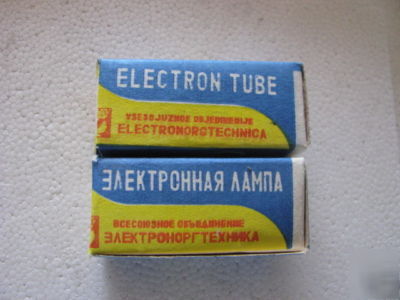 ELECTRON TUBE
VSESOJUZNOE OBJEDINENIJE
ELECTRONORGTECHNICA
ЭЛЕКТРОННАЯ ЛАМПА
ВСЕСОЮЗНОЕ ОБЪЕДИНЕНИЕ
ЭЛЕКТРОНОРГТЕХНИКА